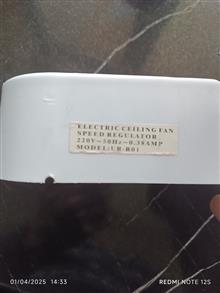 ELECTRIC CEILING FAN
SPEED REGULATOR
220V~50Hz~0.38AMP
MODEL:UR-R01
01/04/2025 14:33
REDMI NOTE 12S